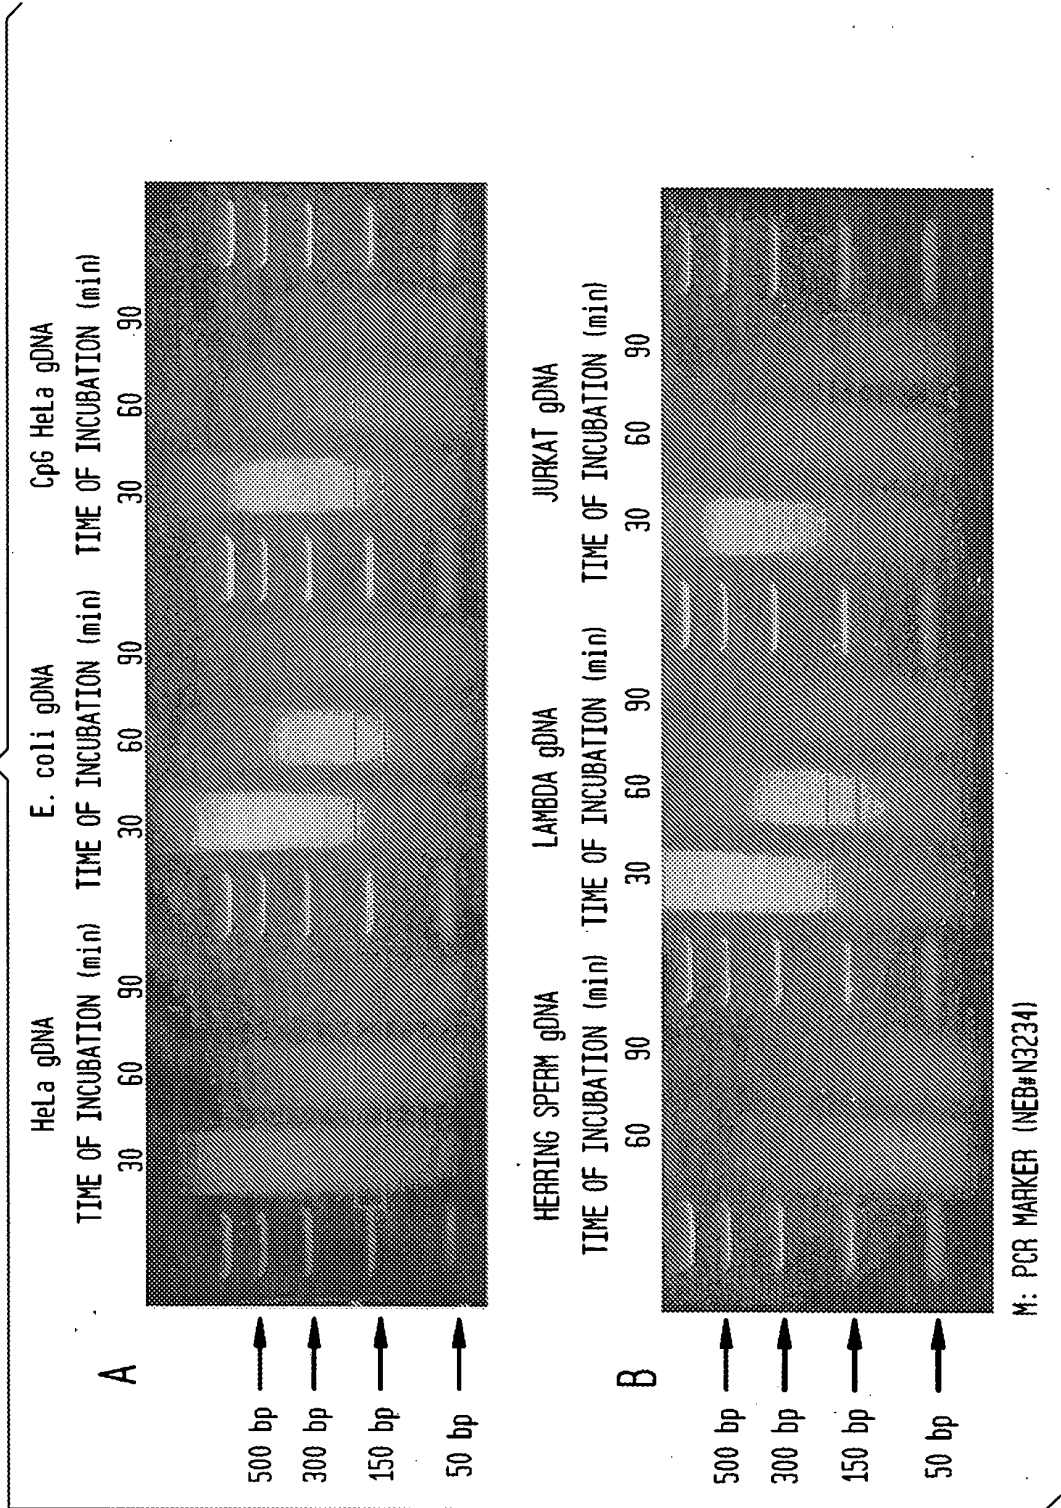 HeLa gDNA E. coli gDNA CpG HeLa gDNA
TIME OF INCUBATION (min) TIME OF INCUBATION (min) TIME OF INCUBATION (min)
30 60 90 30 60 90 30 60 90
A
500 bp
300 bp
150 bp
50 bp
HERRING SPERM gDNA LAMBDA gDNA JURKAT gDNA
TIME OF INCUBATION (min) TIME OF INCUBATION (min) TIME OF INCUBATION (min)
60 90 30 60 90 30 60 90
B
500 bp
300 bp
150 bp
50 bp
M: PCR MARKER (NEB#N3234)